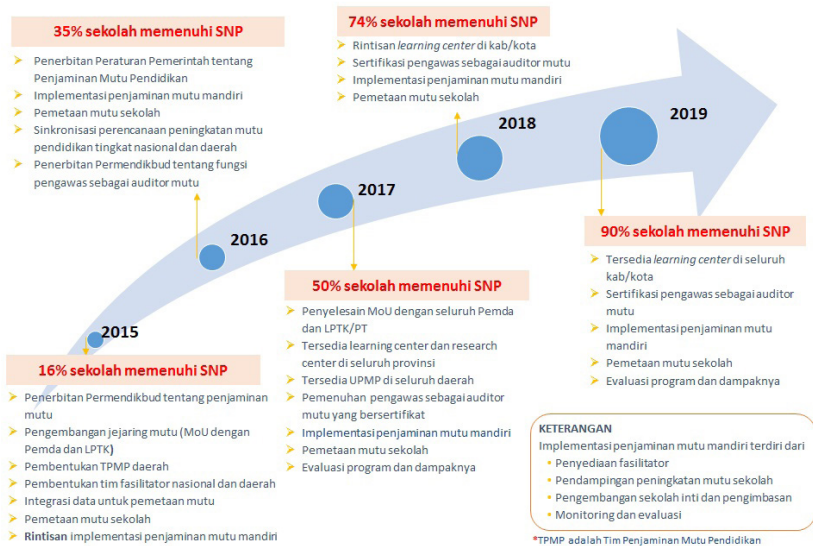 35% sekolah memenuhi SNP
Penerbitan Peraturan Pemerintah tentang
Penjaminan Mutu Pendidikan
Implementasi penjaminan mutu mandiri
Pemetaan mutu sekolah
Sinkronisasi perencanaan peningkatan mutu
pendidikan tingkat nasional dan daerah
Penerbitan Permendikbud tentang fungsi
pengawas sebagai auditor mutu
74% sekolah memenuhi SNP
Rintisan learning center di kab/kota
Sertifikasi pengawas sebagai auditor mutu
Implementasi penjaminan mutu mandiri
Pemetaan mutu sekolah
2019
2018
2017
2016
2015
16% sekolah memenuhi SNP
Penerbitan Permendikbud tentang penjaminan
mutu
Pengembangan jejaring mutu (MoU dengan
Pemda dan LPTK)
Pembentukan TPMP daerah
Pembentukan tim fasilitator nasional dan daerah
Integrasi data untuk pemetaan mutu
Pemetaan mutu sekolah
Rintisan implementasi penjaminan mutu mandiri
50% sekolah memenuhi SNP
Penyelesain MoU dengan seluruh Pemda
dan LPTK/PT
Tersedia learning center dan research
center di seluruh provinsi
Tersedia UPMP di seluruh daerah
Pemenuhan pengawas sebagai auditor
mutu yang bersertifikat
Implementasi penjaminan mutu mandiri
Pemetaan mutu sekolah
Evaluasi program dan dampaknya
90% sekolah memenuhi SNP
Tersedia learning center di seluruh
kab/kota
Sertifikasi pengawas sebagai auditor
mutu
Implementasi penjaminan mutu
mandiri
Pemetaan mutu sekolah
Evaluasi program dan dampaknya
KETERANGAN
Implementasi penjaminan mutu mandiri terdiri dari
• Penyediaan fasilitator
• Pendampingan peningkatan mutu sekolah
• Pengembangan sekolah inti dan pengimbasan
• Monitoring dan evaluasi
*TPMP adalah Tim Penjaminan Mutu Pendidikan